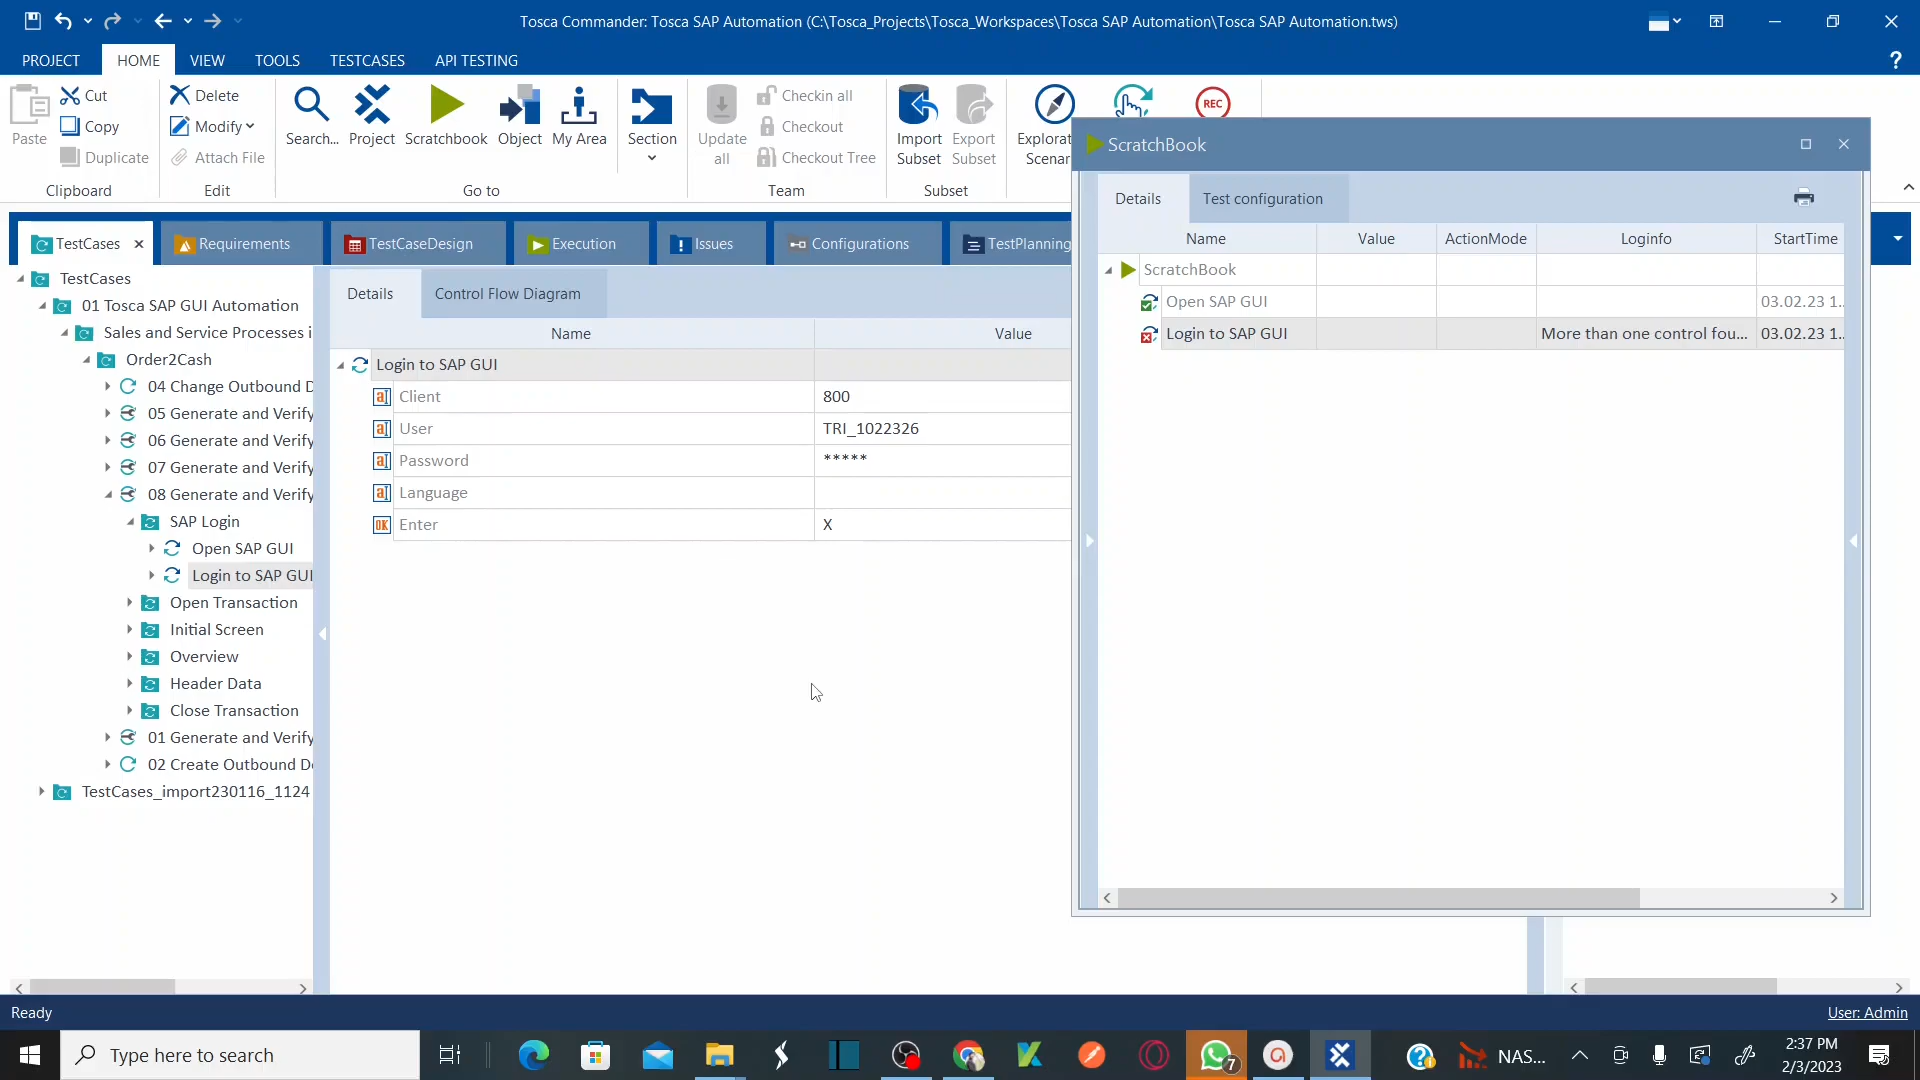 Tosca Commander: Tosca SAP Automation (C:\Tosca_Projects\Tosca_Workspaces\Tosca SAP Automation\Tosca SAP Automation.tws)
PROJECT HOME VIEW TOOLS TESTCASES API TESTING ?
Paste
Cut
Copy
Duplicate
Clipboard
Delete
Modify
Attach File
Edit
Search...
Project
Scratchbook
Object
My Area
Go to
Section
Update
all
Checkin all
Checkout
Checkout Tree
Team
Import
Subset
Export
Subset
Subset
Explorat
Scenar
REC
TestCases
Requirements
TestCaseDesign
Execution
Issues
Configurations
TestPlanning
TestCases
01 Tosca SAP GUI Automation
Sales and Service Processes i
Order2Cash
04 Change Outbound D
05 Generate and Verify
06 Generate and Verify
07 Generate and Verify
08 Generate and Verify
SAP Login
Open SAP GUI
Login to SAP GUI
Open Transaction
Initial Screen
Overview
Header Data
Close Transaction
01 Generate and Verify
02 Create Outbound De
TestCases_import230116_1124
Details Control Flow Diagram
Name Value
Login to SAP GUI
Client 800
User TRI_1022326
Password *****
Language
Enter X
ScratchBook
Details Test configuration
Name Value ActionMode Loginfo StartTime
ScratchBook
Open SAP GUI 03.02.23 1..
Login to SAP GUI More than one control fou... 03.02.23 1..
Ready
User: Admin
Type here to search
7
NAS...
2:37 PM
2/3/2023